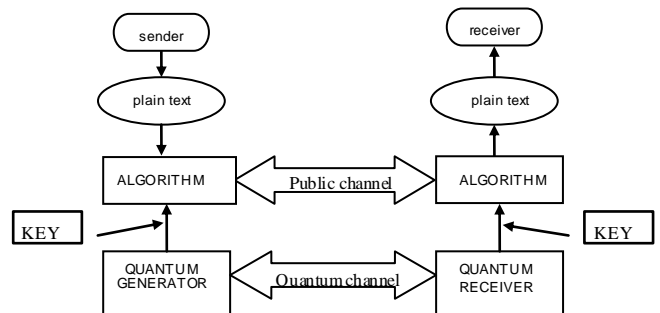 sender
receiver
plain text
plain text
ALGORITHM
Public channel
ALGORITHM
KEY
KEY
QUANTUM
GENERATOR
Quantum channel
QUANTUM
RECEIVER